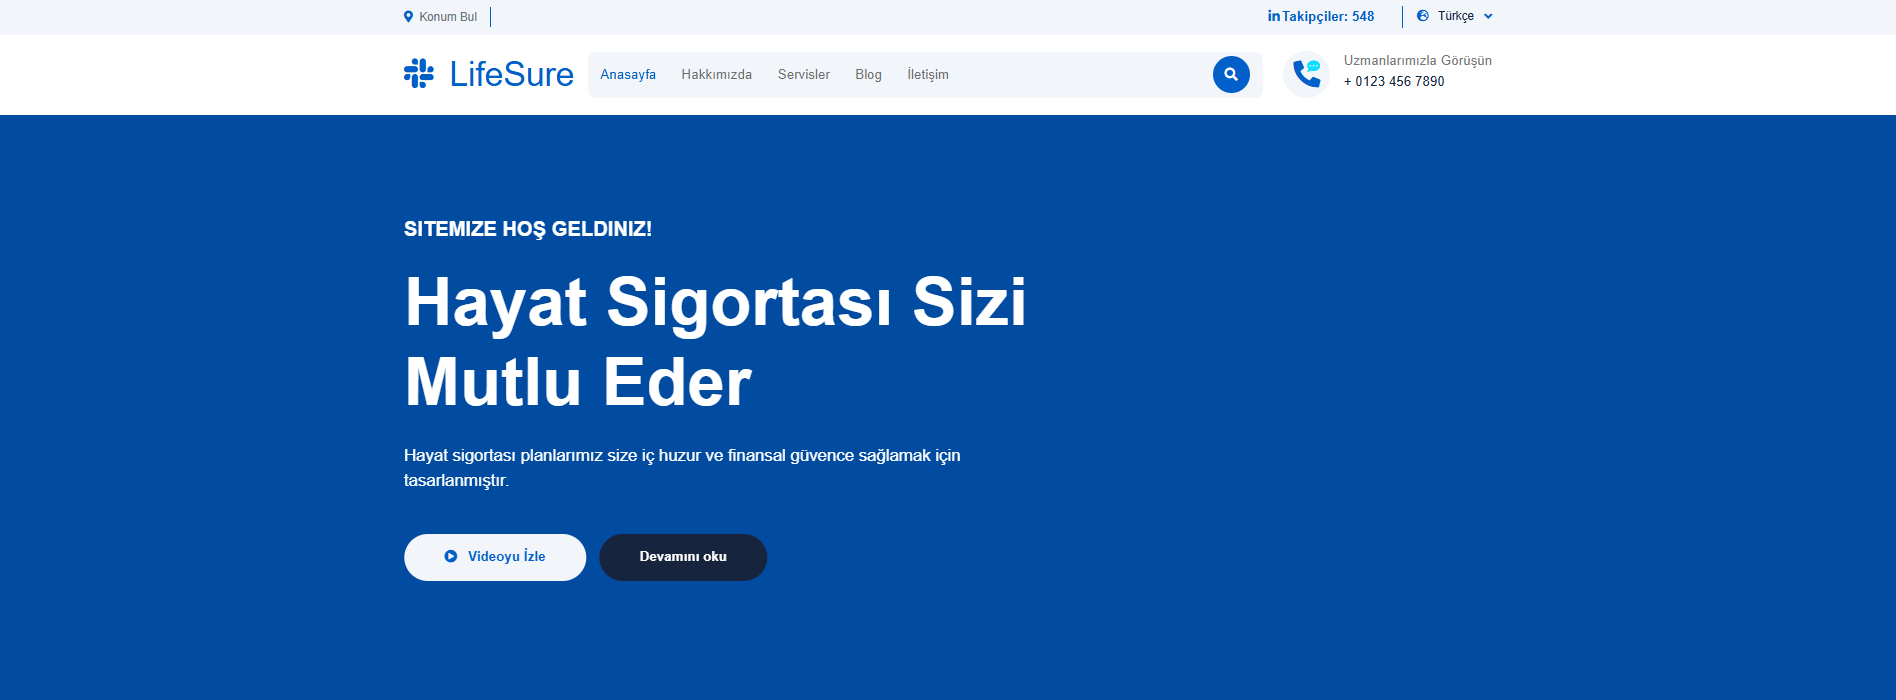 Konum Bul
in Takipçiler: 548
Türkçe
LifeSure
Anasayfa Hakkımızda Servisler Blog İletişim
Uzmanlarımızla Görüşün
+ 0123 456 7890
SITEMIZE HOŞ GELDINIZ!
Hayat Sigortası Sizi
Mutlu Eder
Hayat sigortası planlarımız size iç huzur ve finansal güvence sağlamak için
tasarlanmıştır.
Videoyu İzle
Devamını oku